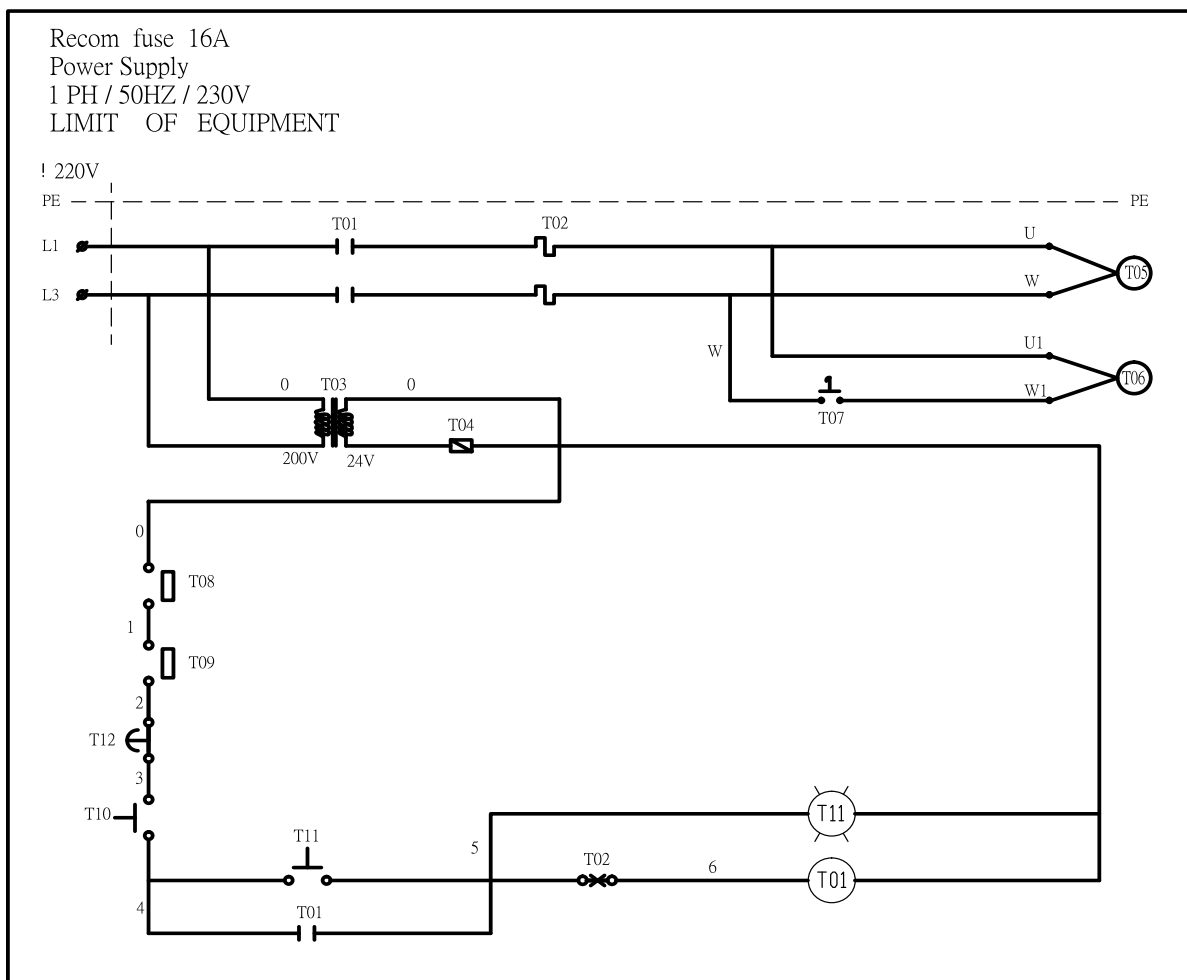 Recom fuse 16A
Power Supply
1 PH / 50HZ / 230V
LIMIT OF EQUIPMENT
! 220V
PE PE
T01 T02
L1 U
T05
L3 W
U1
W
T06
W1
0 T03 0
T07
T04
200V 24V
0
T08
1
T09
2
T12
3
T10
T11
T11
5
T02
6
T01
4
T01